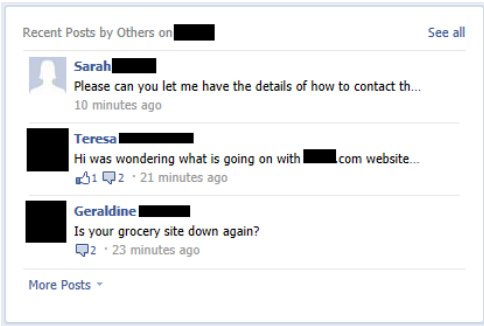 Recent Posts by Others on
See all
Sarah
Please can you let me have the details of how to contact th...
10 minutes ago
Teresa
Hi was wondering what is going on with .com website...
1 2 · 21 minutes ago
Geraldine
Is your grocery site down again?
2 · 23 minutes ago
More Posts